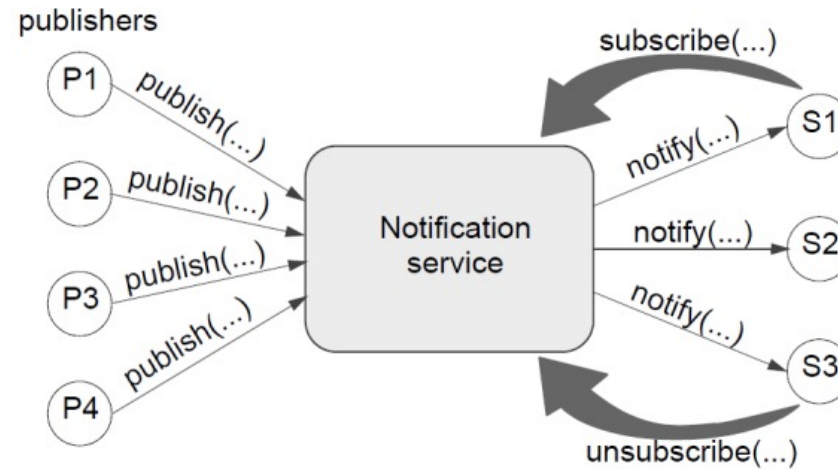 publishers
P1
publish(...)
P2
publish(...)
P3
publish(...)
P4
publish(...)
Notification
service
subscribe(...)
S1
notify(...)
S2
notify(...)
S3
notify(...)
unsubscribe(...)